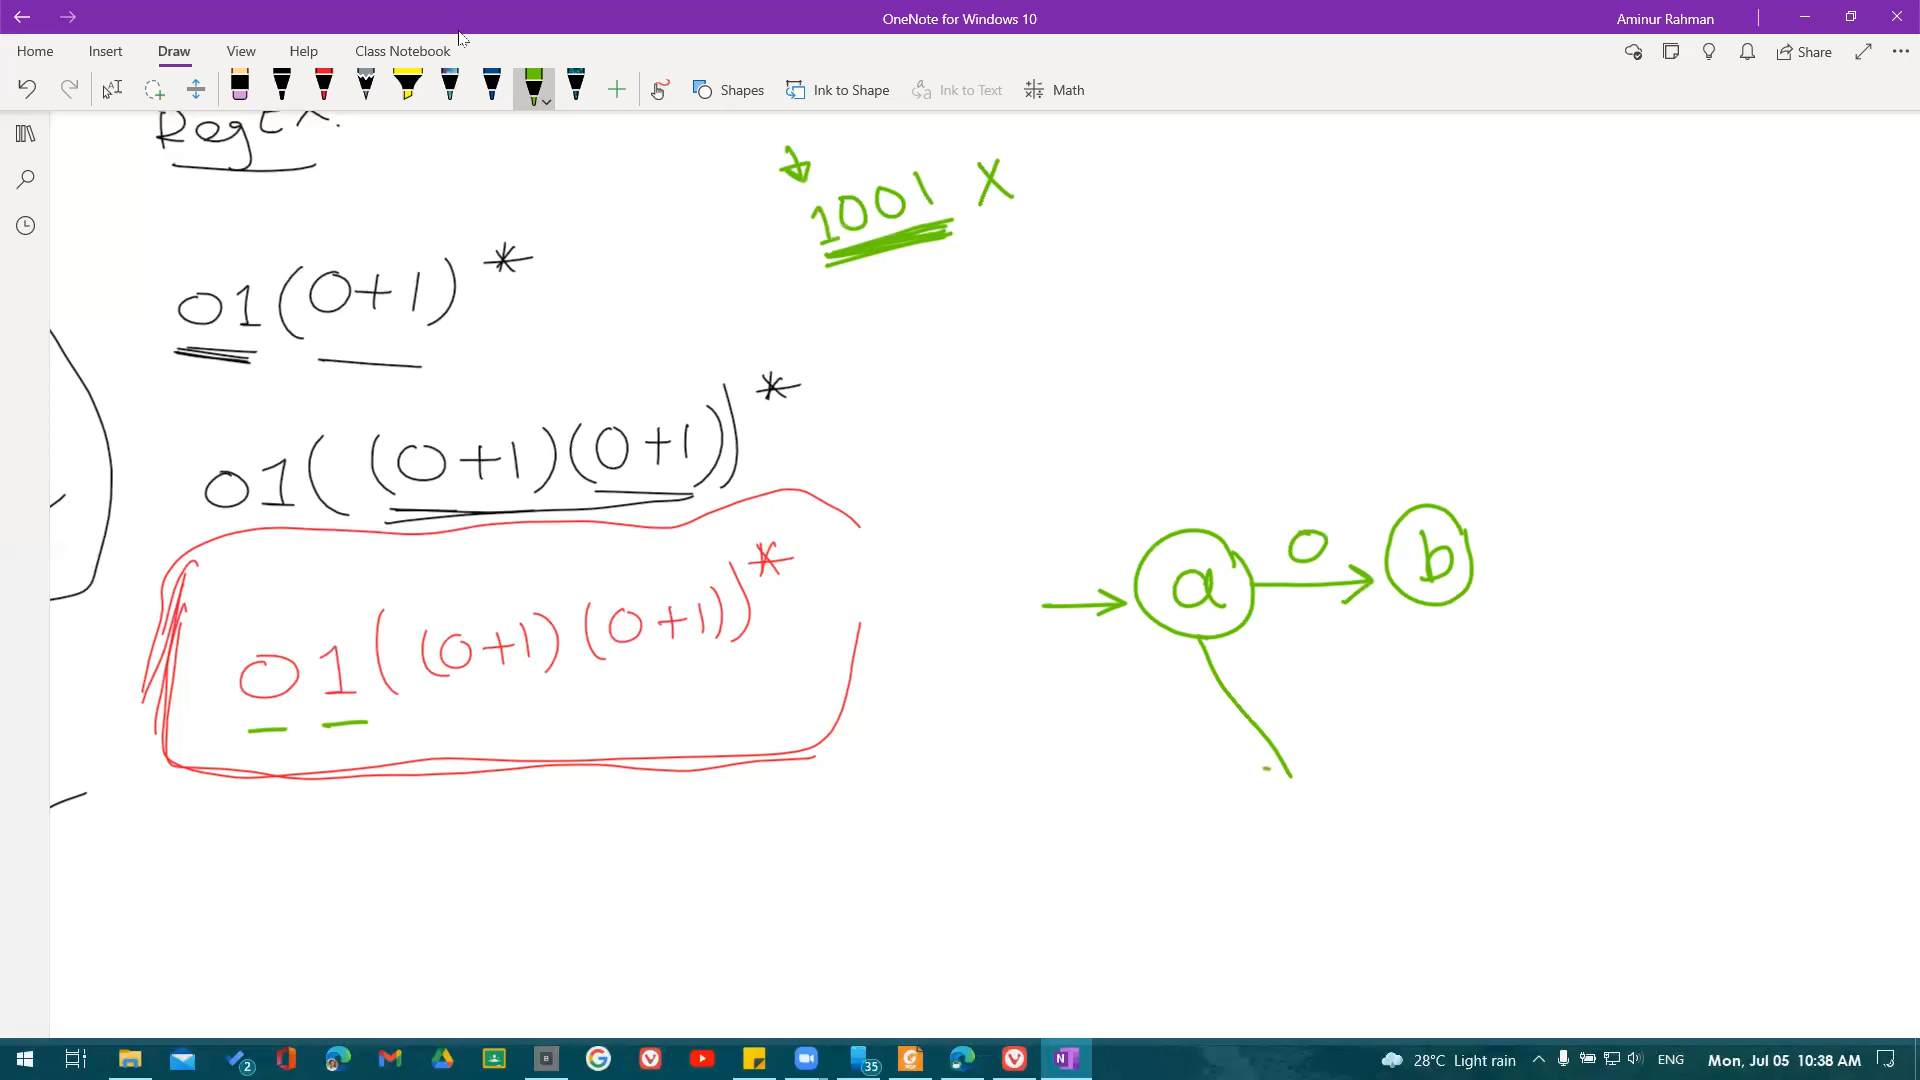 OneNote for Windows 10
Aminur Rahman
Home Insert Draw View Help Class Notebook
Share
Shapes Ink to Shape Ink to Text Math
RegEx.
1001 X
01(0+1)*
01((0+1)(0+1))*
01((0+1)(0+1))*
a 0 b
2 35 28°C Light rain ENG Mon, Jul 05 10:38 AM